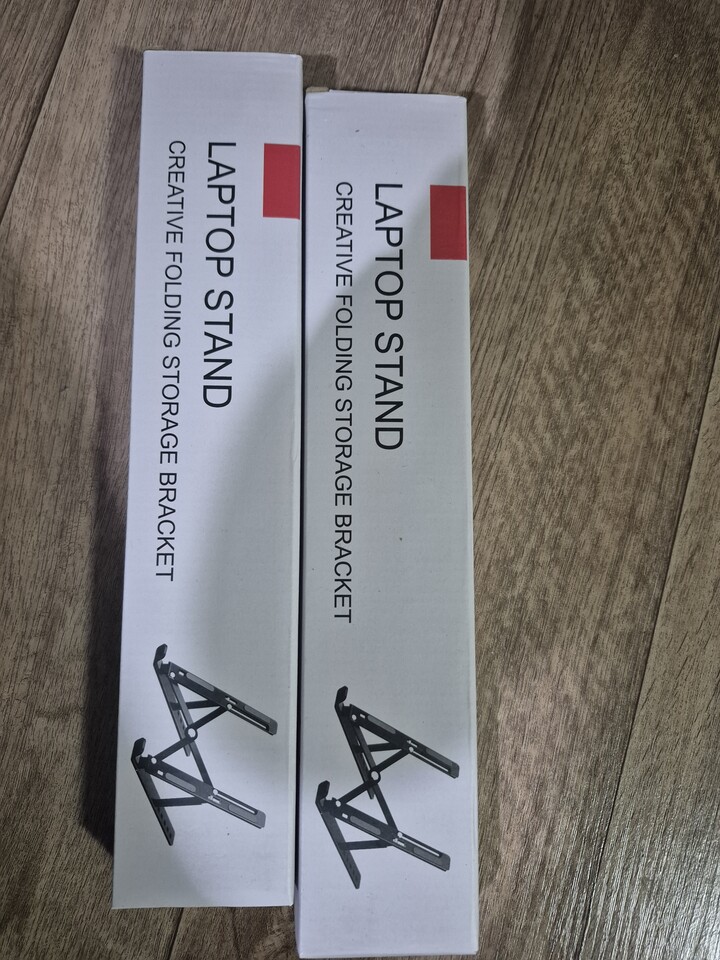 LAPTOP STAND
CREATIVE FOLDING STORAGE BRACKET
LAPTOP STAND
CREATIVE FOLDING STORAGE BRACKET